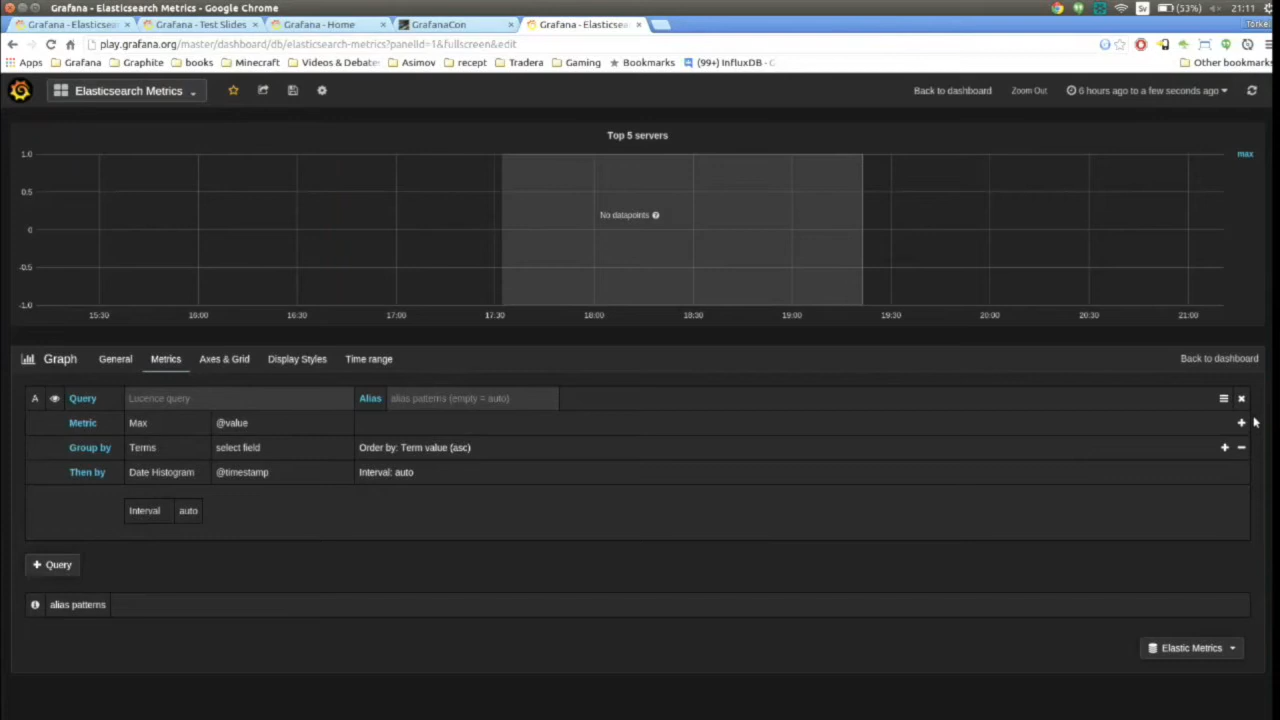 Grafana - Elasticsearch Metrics - Google Chrome
Sv
(53%)
21:11
Grafana - Elasticsear
Grafana - Test Slides
Grafana - Home
GrafanaCon
Grafana - Elasticsea
play.grafana.org/master/dashboard/db/elasticsearch-metrics?panelId=1&fullscreen&edit
Apps
Grafana
Graphite
books
Minecraft
Videos & Debate
Asimov
recept
Tradera
Gaming
Bookmarks
(99+) InfluxDB -
Other bookmarks
Elasticsearch Metrics
Back to dashboard
Zoom Out
6 hours ago to a few seconds ago
Top 5 servers
1.0
0.5
0
-0.5
-1.0
max
No datapoints
15:30
16:00
16:30
17:00
17:30
18:00
18:30
19:00
19:30
20:00
20:30
21:00
Graph
General
Metrics
Axes & Grid
Display Styles
Time range
Back to dashboard
A
Query
Lucence query
Alias
alias patterns (empty = auto)
Metric
Max
@value
Group by
Terms
select field
Order by: Term value (asc)
Then by
Date Histogram
@timestamp
Interval: auto
Interval
auto
Query
alias patterns
Elastic Metrics